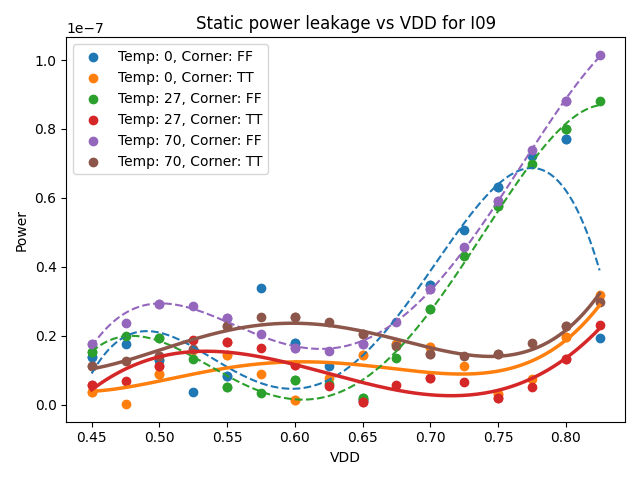 Static power leakage vs VDD for I09
1e−7
Temp: 0, Corner: FF
Temp: 0, Corner: TT
Temp: 27, Corner: FF
Temp: 27, Corner: TT
Temp: 70, Corner: FF
Temp: 70, Corner: TT
1.0
0.8
0.6
0.4
0.2
0.0
Power
0.45 0.50 0.55 0.60 0.65 0.70 0.75 0.80
VDD